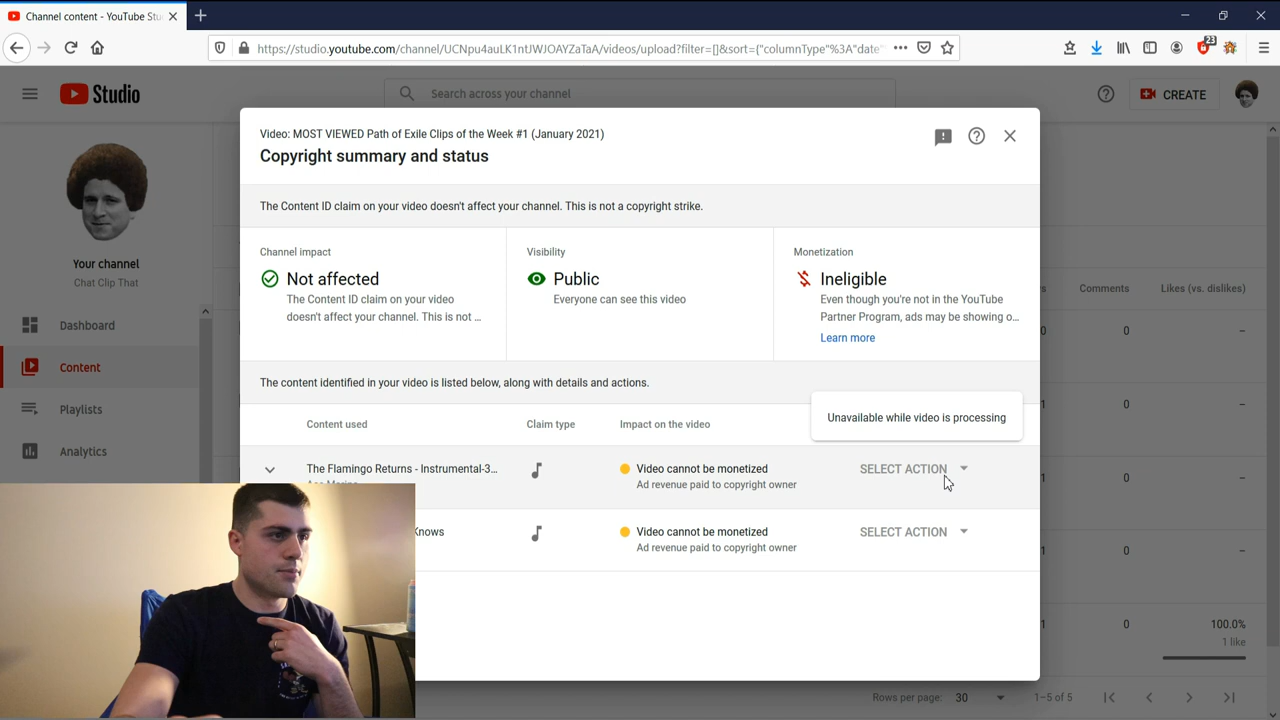 Channel content - YouTube Stu
https://studio.youtube.com/channel/UCNpu4auLK1ntJWJOAYZaTaA/videos/upload?filter=[]&sort={"columnType"%3A"date"
23
Studio
Search across your channel
CREATE
Video: MOST VIEWED Path of Exile Clips of the Week #1 (January 2021)
Copyright summary and status
The Content ID claim on your video doesn't affect your channel. This is not a copyright strike.
Channel impact
Not affected
The Content ID claim on your video
doesn't affect your channel. This is not ...
Visibility
Public
Everyone can see this video
Monetization
Ineligible
Even though you're not in the YouTube
Partner Program, ads may be showing o...
Learn more
The content identified in your video is listed below, along with details and actions.
Content used
Claim type
Impact on the video
Unavailable while video is processing
The Flamingo Returns - Instrumental-3...
Video cannot be monetized
Ad revenue paid to copyright owner
SELECT ACTION
Knows
Video cannot be monetized
Ad revenue paid to copyright owner
SELECT ACTION
Your channel
Chat Clip That
Dashboard
Content
Playlists
Analytics
Comments
Likes (vs. dislikes)
0
0
–
1
0
–
1
0
–
1
0
–
1
0
100.0%
1 like
Rows per page:
30
1–5 of 5